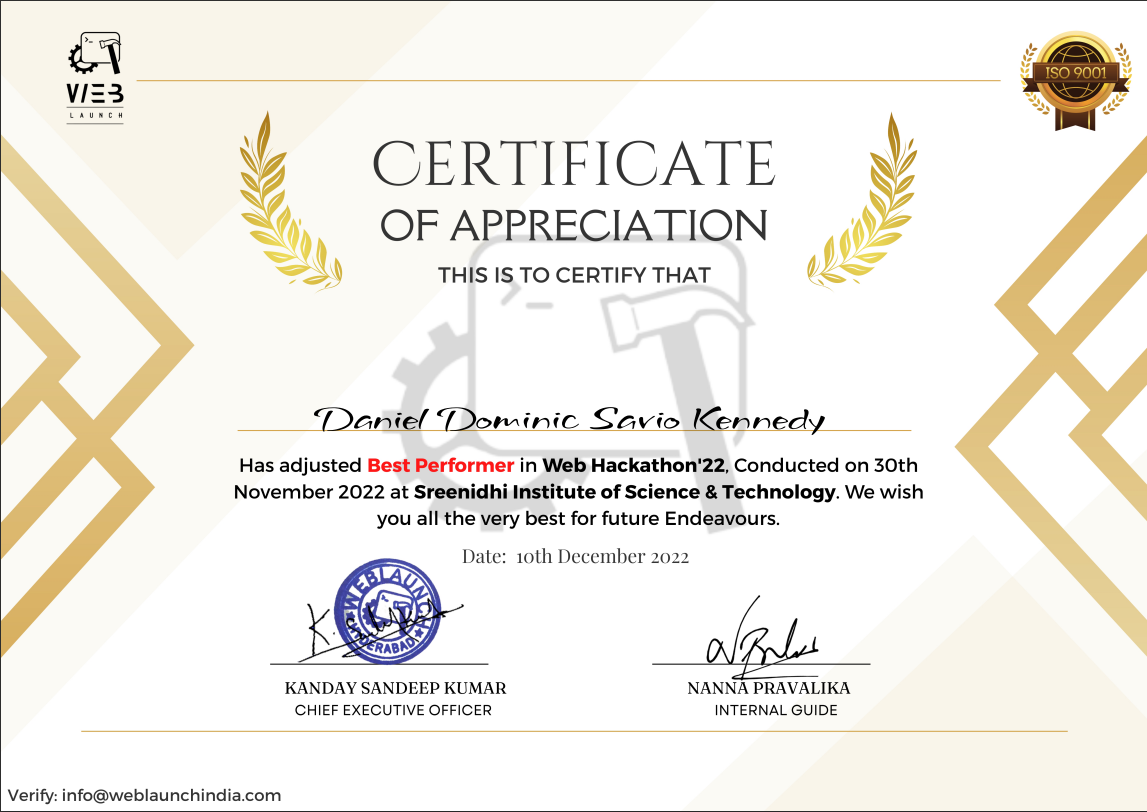 WEB
LAUNCH
ISO 9001
CERTIFICATE
OF APPRECIATION
THIS IS TO CERTIFY THAT
Daniel Dominic Savio Kennedy
Has adjusted Best Performer in Web Hackathon'22, Conducted on 30th
November 2022 at Sreenidhi Institute of Science & Technology. We wish
you all the very best for future Endeavours.
Date: 10th December 2022
WEBLAUNCH
HYDERABAD
KANDAY SANDEEP KUMAR
CHIEF EXECUTIVE OFFICER
NANNA PRAVALIKA
INTERNAL GUIDE
Verify: info@weblaunchindia.com